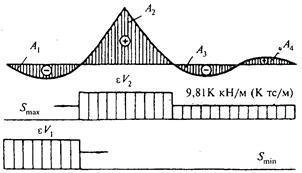 A₁ A₂ A₃ A₄
− + − +
εV₂
Sₘₐₓ 9,81K кН/м (К тс/м)
εV₁
Sₘᵢₙ